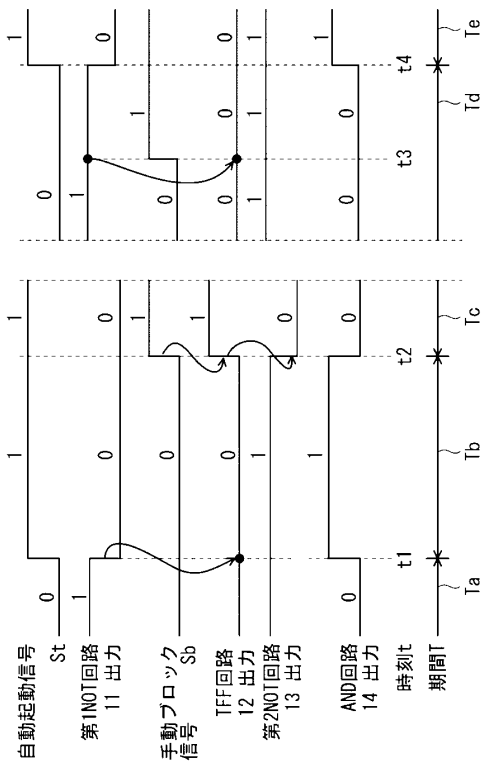 自動起動信号
St
0
1
1
1
0
1
第1NOT回路
11 出力
1
0
0
1
0
手動ブロック
信号
Sb
0
1
0
1
TFF回路
12 出力
0
1
0
0
0
第2NOT回路
13 出力
1
0
1
1
1
AND回路
14 出力
0
1
0
0
0
1
時刻t
t1
t2
t3
t4
期間T
Ta
Tb
Tc
Td
Te